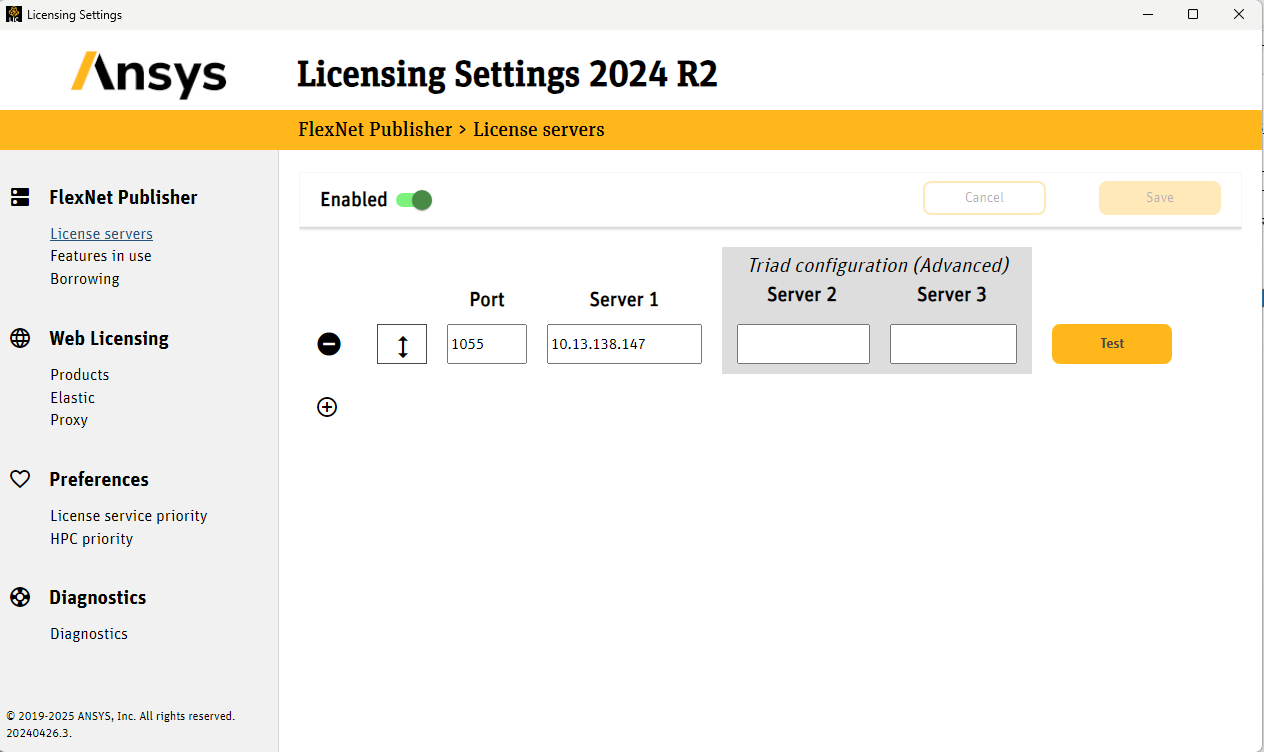 Licensing Settings
Ansys
Licensing Settings 2024 R2
FlexNet Publisher > License servers
FlexNet Publisher
License servers
Features in use
Borrowing
Web Licensing
Products
Elastic
Proxy
Preferences
License service priority
HPC priority
Diagnostics
Diagnostics
© 2019-2025 ANSYS, Inc. All rights reserved.
20240426.3.
Enabled
Cancel
Save
Triad configuration (Advanced)
Port
Server 1
Server 2
Server 3
1055
10.13.138.147
Test